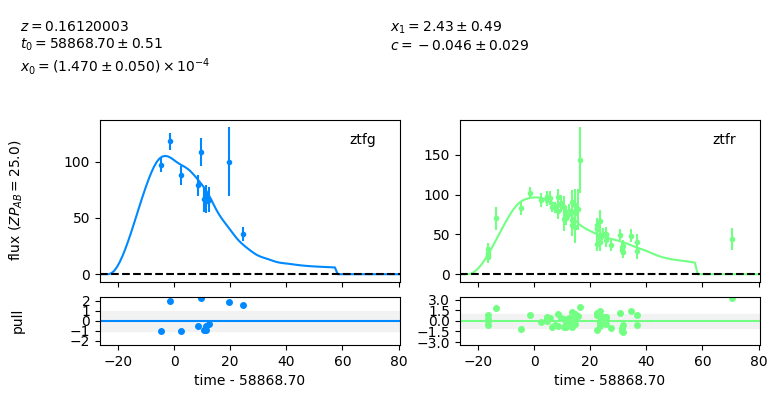 z = 0.16120003
t₀ = 58868.70 ± 0.51
x₀ = (1.470 ± 0.050) × 10⁻⁴
x₁ = 2.43 ± 0.49
c = −0.046 ± 0.029
ztfg
flux (ZP_AB = 25.0)
100
50
0
ztfr
150
100
50
0
pull
2
1
0
−1
−2
3.0
1.5
0.0
−1.5
−3.0
−20 0 20 40 60 80
−20 0 20 40 60 80
time - 58868.70
time - 58868.70